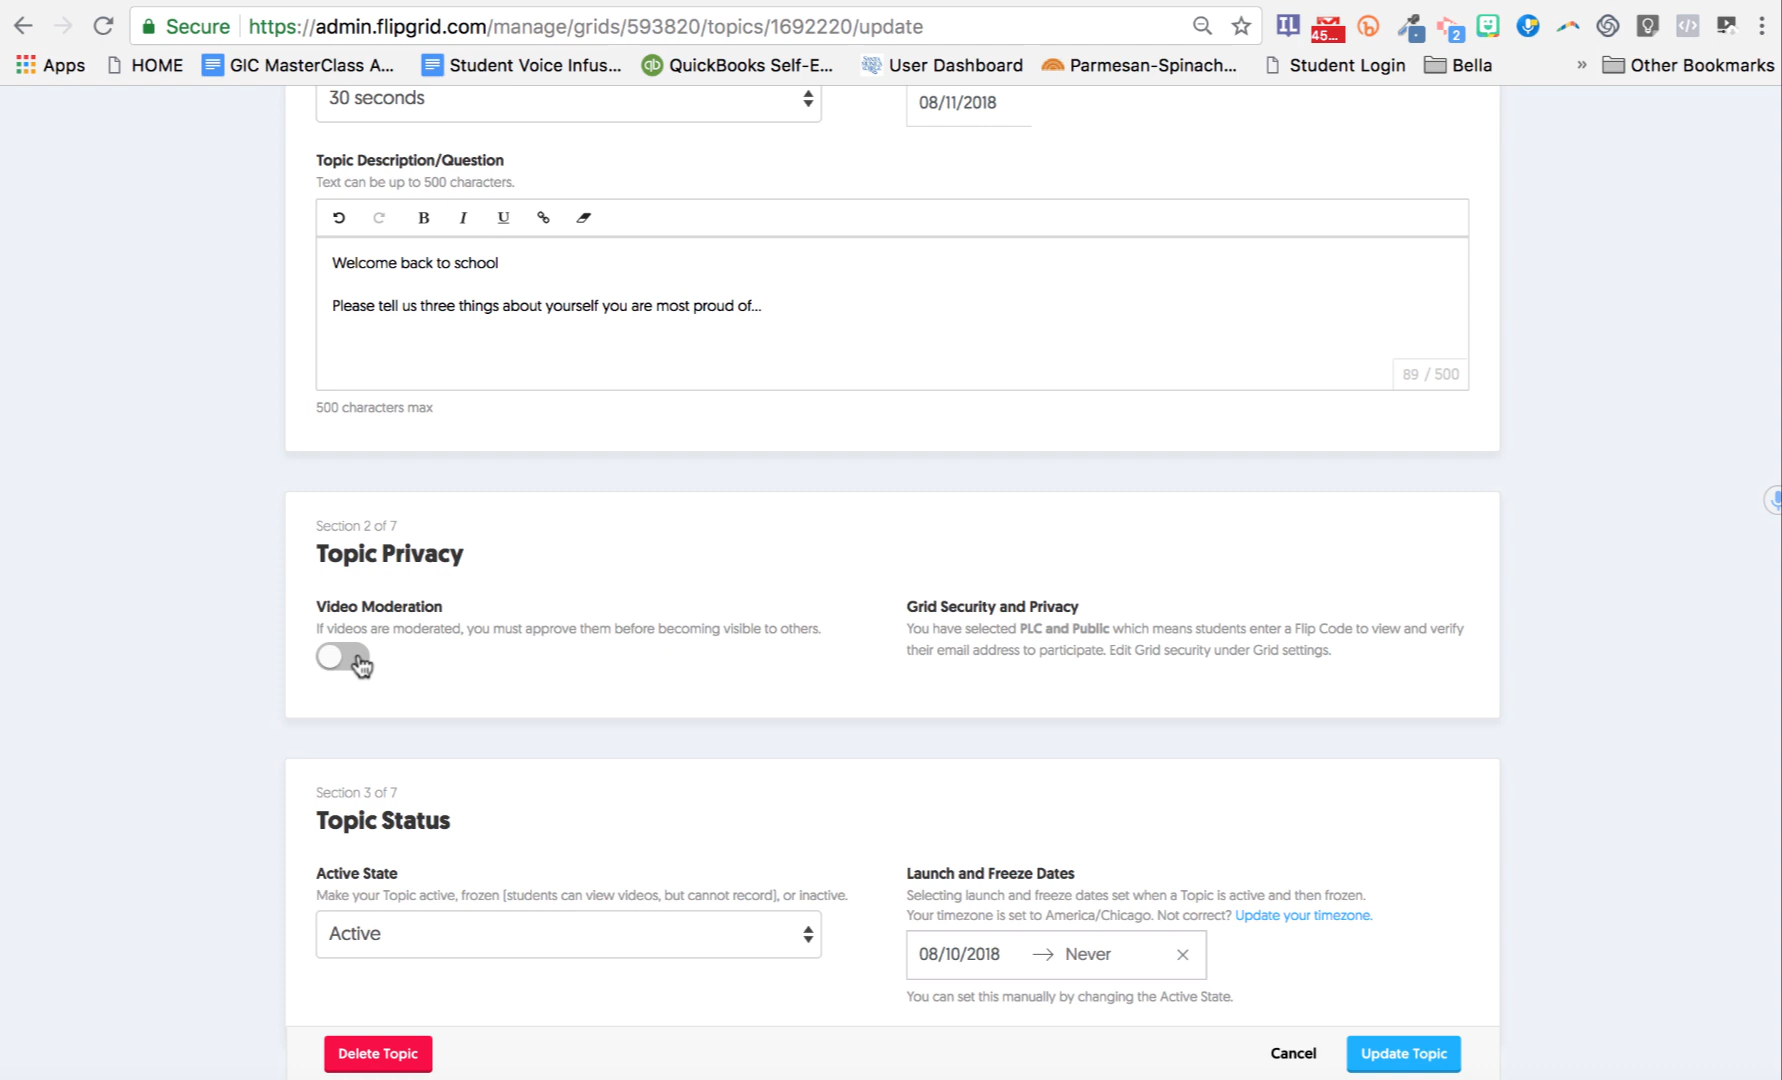 Secure https://admin.flipgrid.com/manage/grids/593820/topics/1692220/update
45...
2
Apps HOME GIC MasterClass A... Student Voice Infus... QuickBooks Self-E... User Dashboard Parmesan-Spinach... Student Login Bella » Other Bookmarks
30 seconds
08/11/2018
Topic Description/Question
Text can be up to 500 characters.
B I U
Welcome back to school
Please tell us three things about yourself you are most proud of...
89 / 500
500 characters max
Section 2 of 7
Topic Privacy
Video Moderation
If videos are moderated, you must approve them before becoming visible to others.
Grid Security and Privacy
You have selected PLC and Public which means students enter a Flip Code to view and verify
their email address to participate. Edit Grid security under Grid settings.
Section 3 of 7
Topic Status
Active State
Make your Topic active, frozen [students can view videos, but cannot record], or inactive.
Active
Launch and Freeze Dates
Selecting launch and freeze dates set when a Topic is active and then frozen.
Your timezone is set to America/Chicago. Not correct? Update your timezone.
08/10/2018 → Never
You can set this manually by changing the Active State.
Delete Topic
Cancel
Update Topic